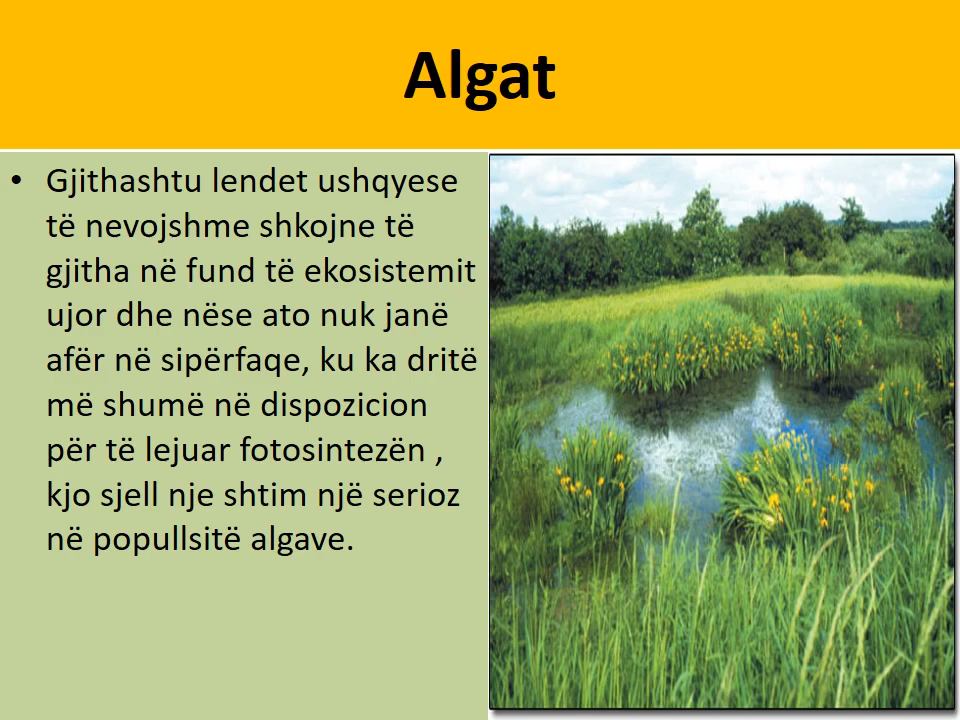 Algat
• Gjithashtu lendet ushqyese
të nevojshme shkojne të
gjitha në fund të ekosistemit
ujor dhe nëse ato nuk janë
afër në sipërfaqe, ku ka dritë
më shumë në dispozicion
për të lejuar fotosintezën ,
kjo sjell nje shtim një serioz
në popullsitë algave.